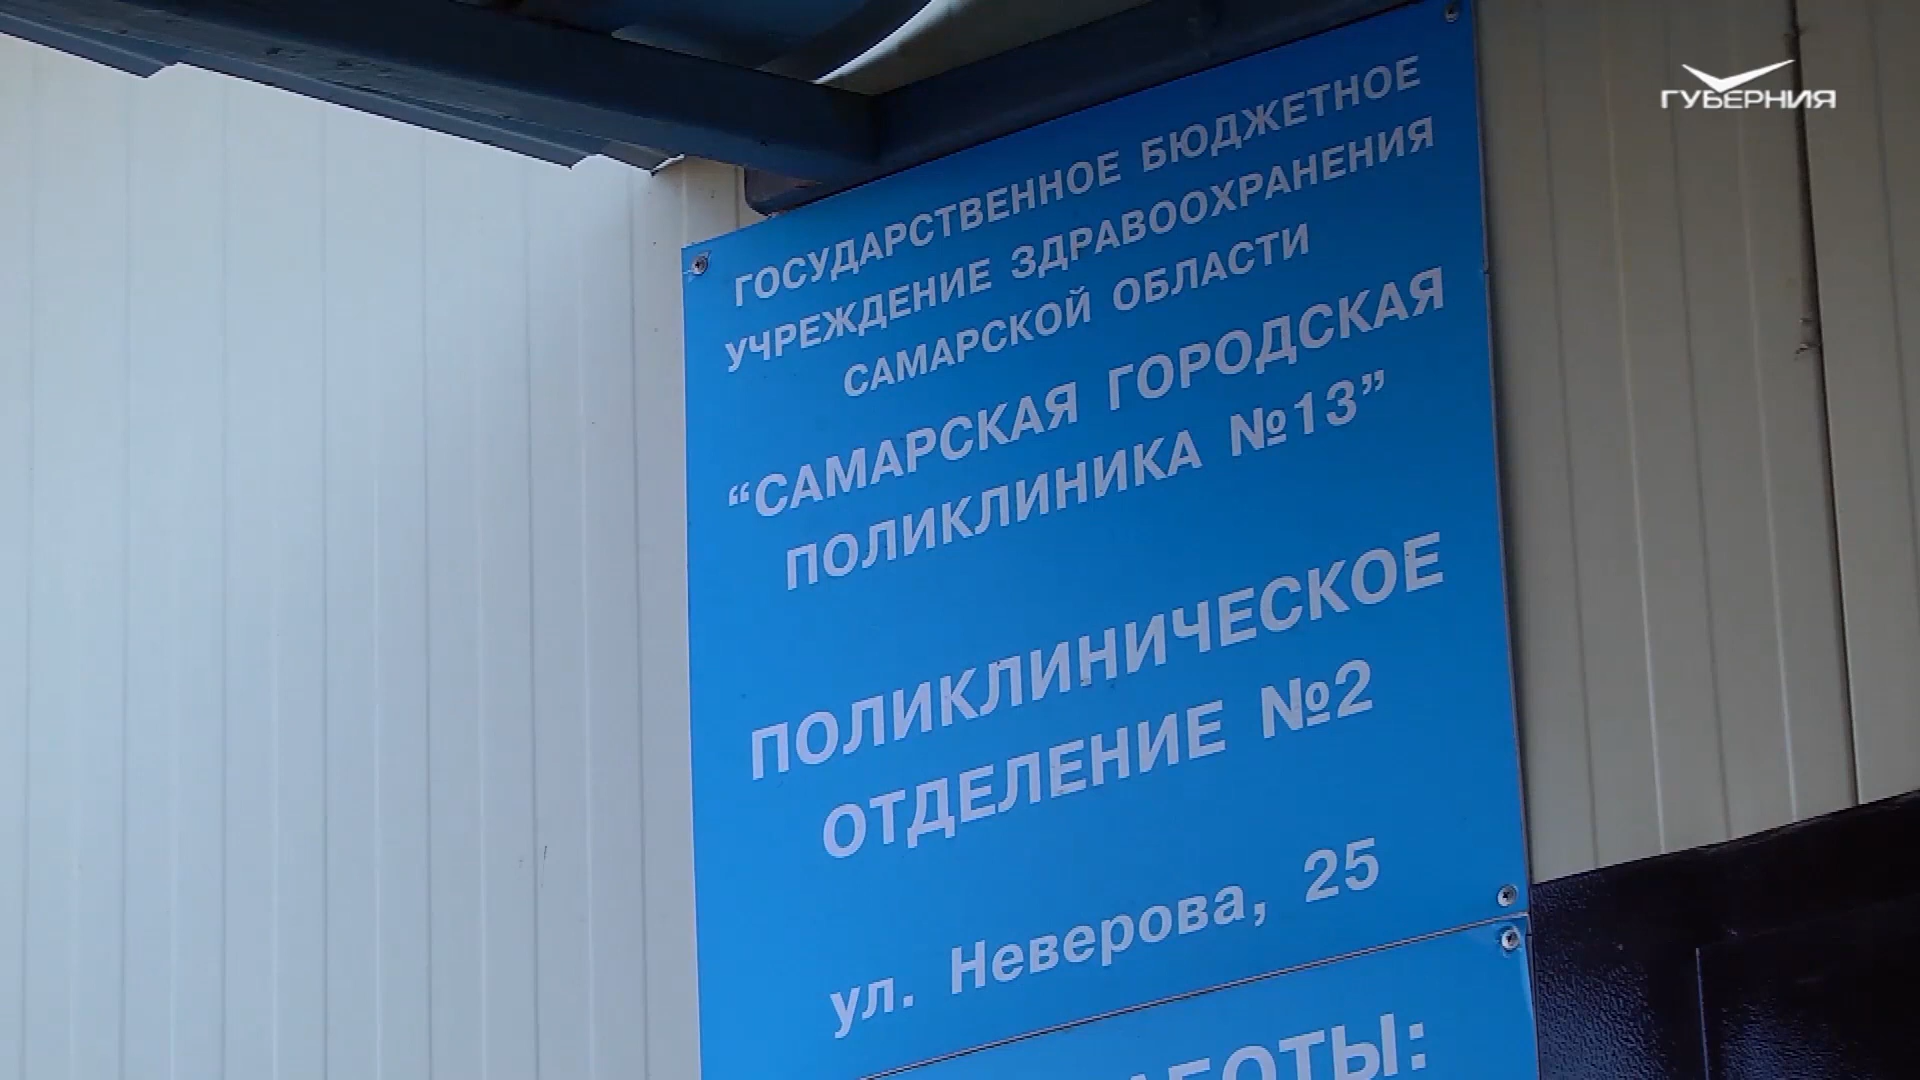 ГУБЕРНИЯ
ГОСУДАРСТВЕННОЕ БЮДЖЕТНОЕ
УЧРЕЖДЕНИЕ ЗДРАВООХРАНЕНИЯ
САМАРСКОЙ ОБЛАСТИ
“САМАРСКАЯ ГОРОДСКАЯ
ПОЛИКЛИНИКА №13”
ПОЛИКЛИНИЧЕСКОЕ
ОТДЕЛЕНИЕ №2
ул. Неверова, 25